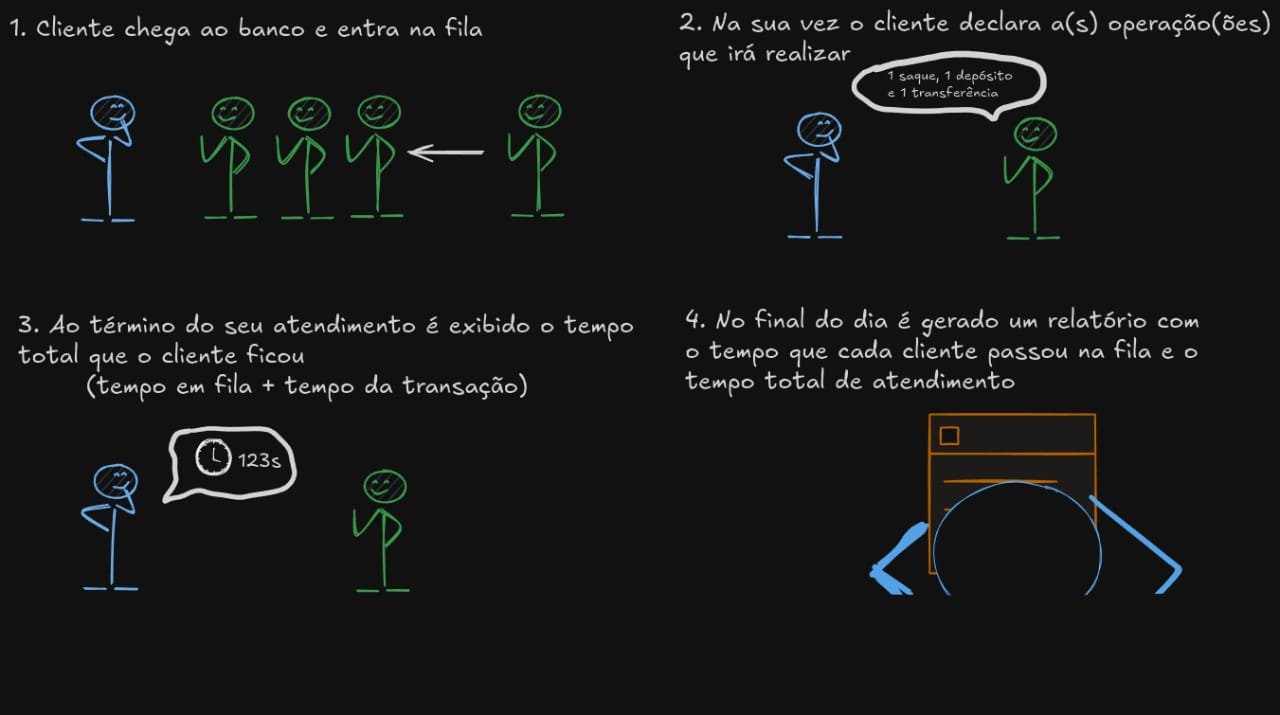 1. Cliente chega ao banco e entra na fila
2. Na sua vez o cliente declara a(s) operação(ões)
que irá realizar
1 saque, 1 depósito
e 1 transferência
3. Ao término do seu atendimento é exibido o tempo
total que o cliente ficou
(tempo em fila + tempo da transação)
123s
4. No final do dia é gerado um relatório com
o tempo que cada cliente passou na fila e o
tempo total de atendimento